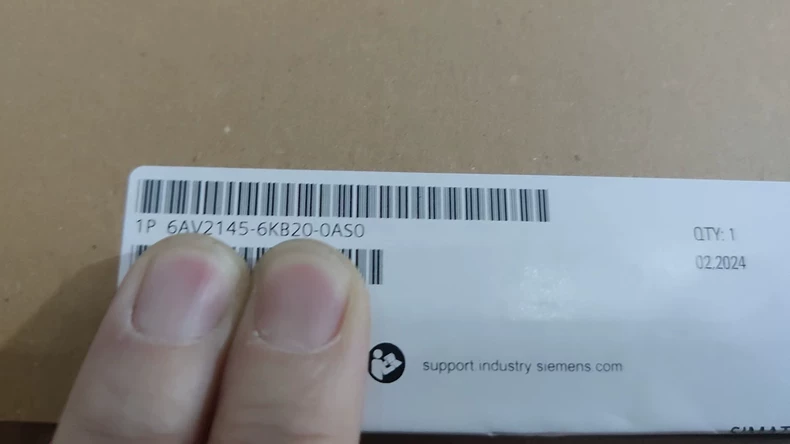 1P 6AV2145-6KB20-0AS0
QTY: 1
02.2024
support.industry.siemens.com